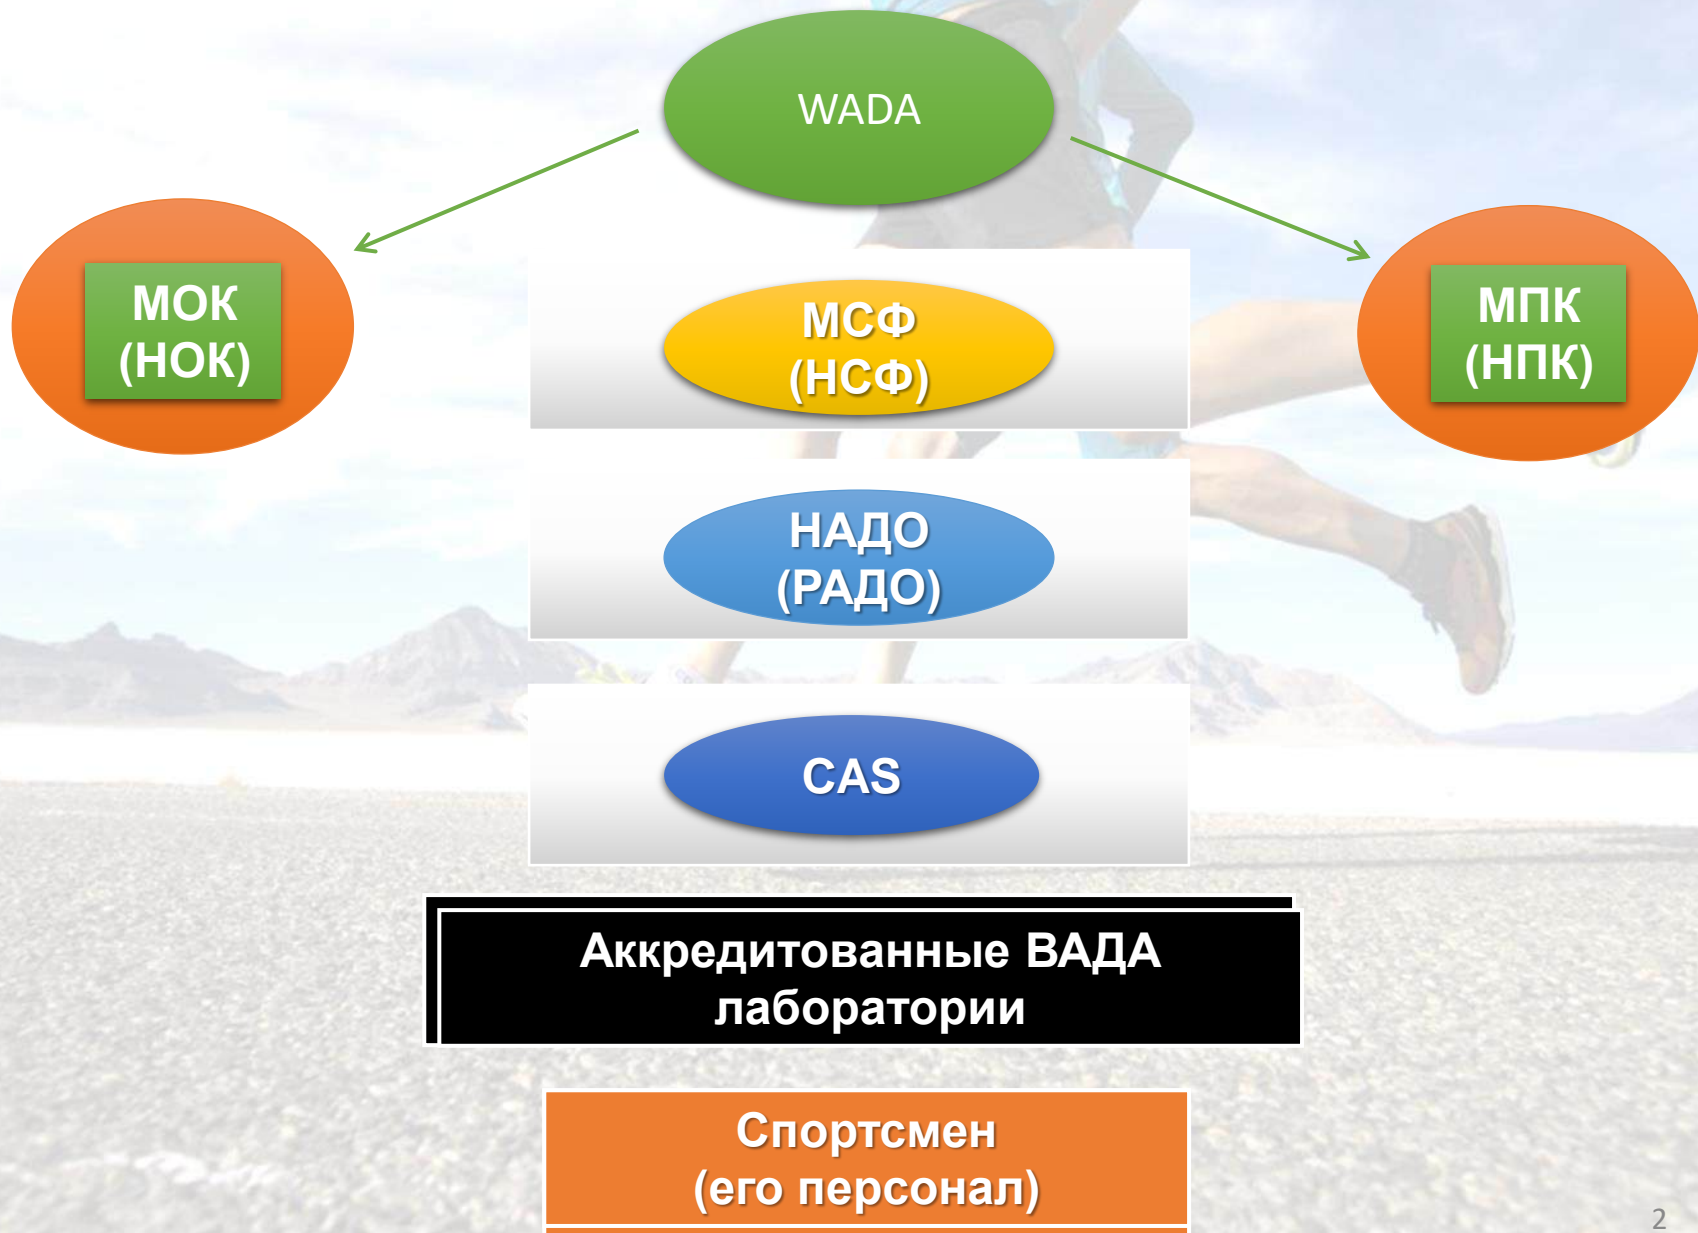 WADA
МОК
(НОК)
МСФ
(НСФ)
МПК
(НПК)
НАДО
(РАДО)
CAS
Аккредитованные ВАДА
лаборатории
Спортсмен
(его персонал)
2